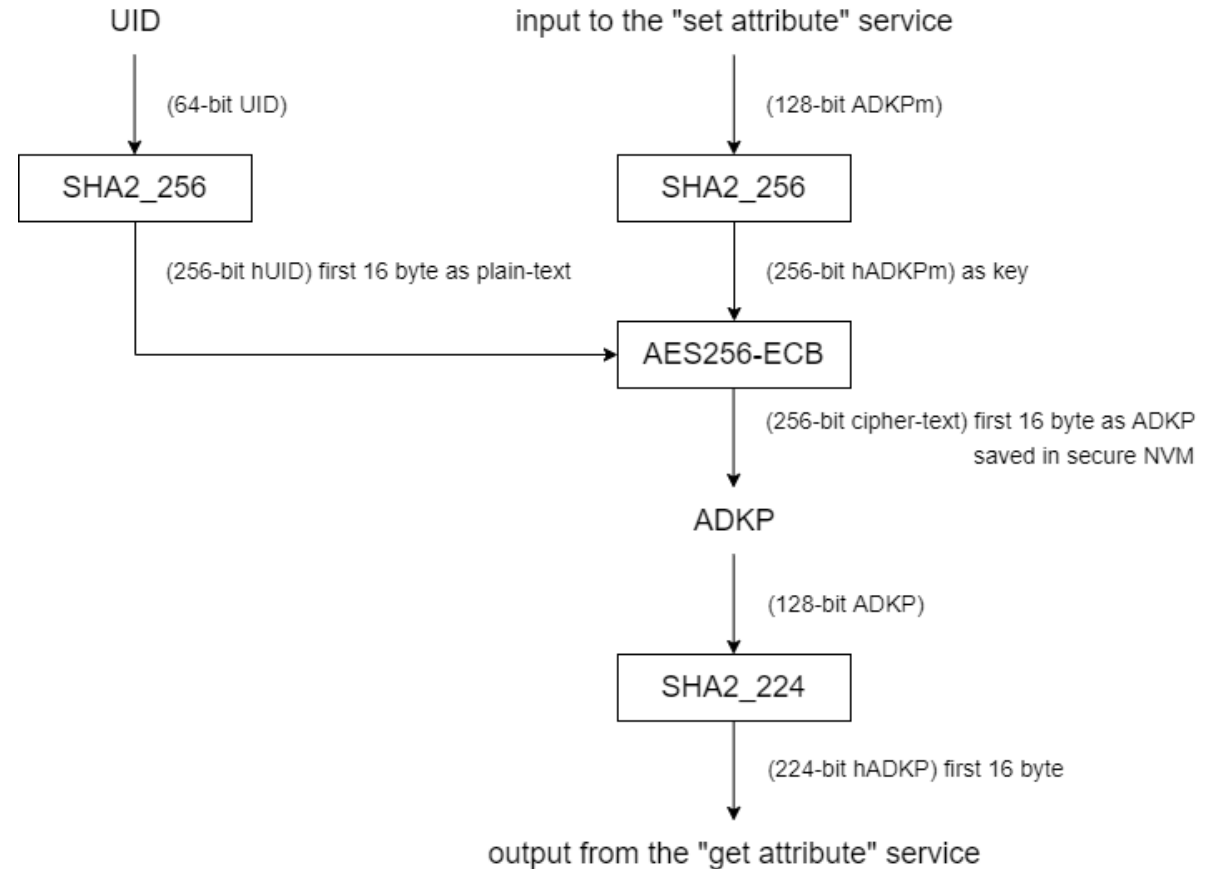 UID
input to the "set attribute" service
(64-bit UID)
(128-bit ADKPm)
SHA2_256
SHA2_256
(256-bit hUID) first 16 byte as plain-text
(256-bit hADKPm) as key
AES256-ECB
(256-bit cipher-text) first 16 byte as ADKP
saved in secure NVM
ADKP
(128-bit ADKP)
SHA2_224
(224-bit hADKP) first 16 byte
output from the "get attribute" service